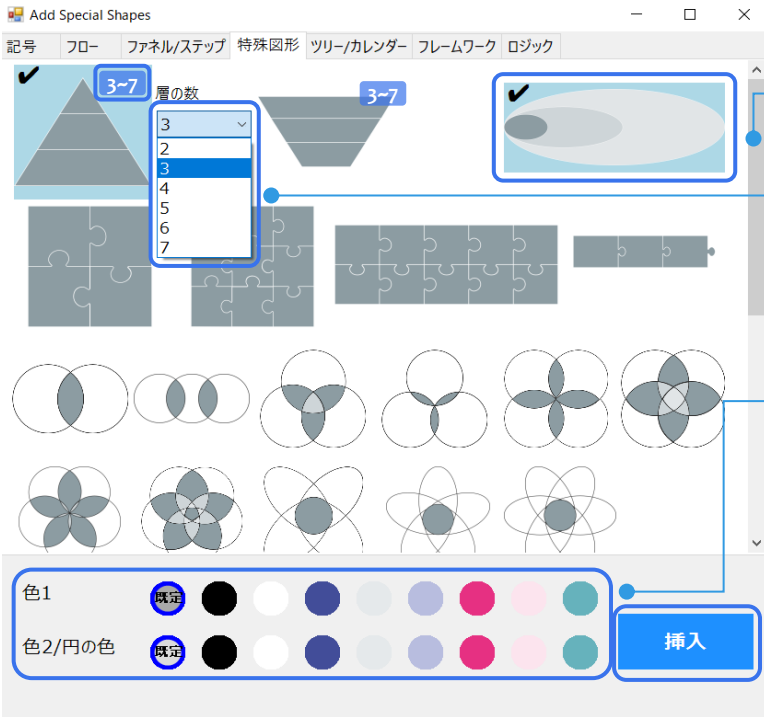 Add Special Shapes
記号 フロー ファネル/ステップ 特殊図形 ツリー/カレンダー フレームワーク ロジック
3~7
層の数
3~7
3
2
3
4
5
6
7
色1
既定
色2/円の色
既定
挿入